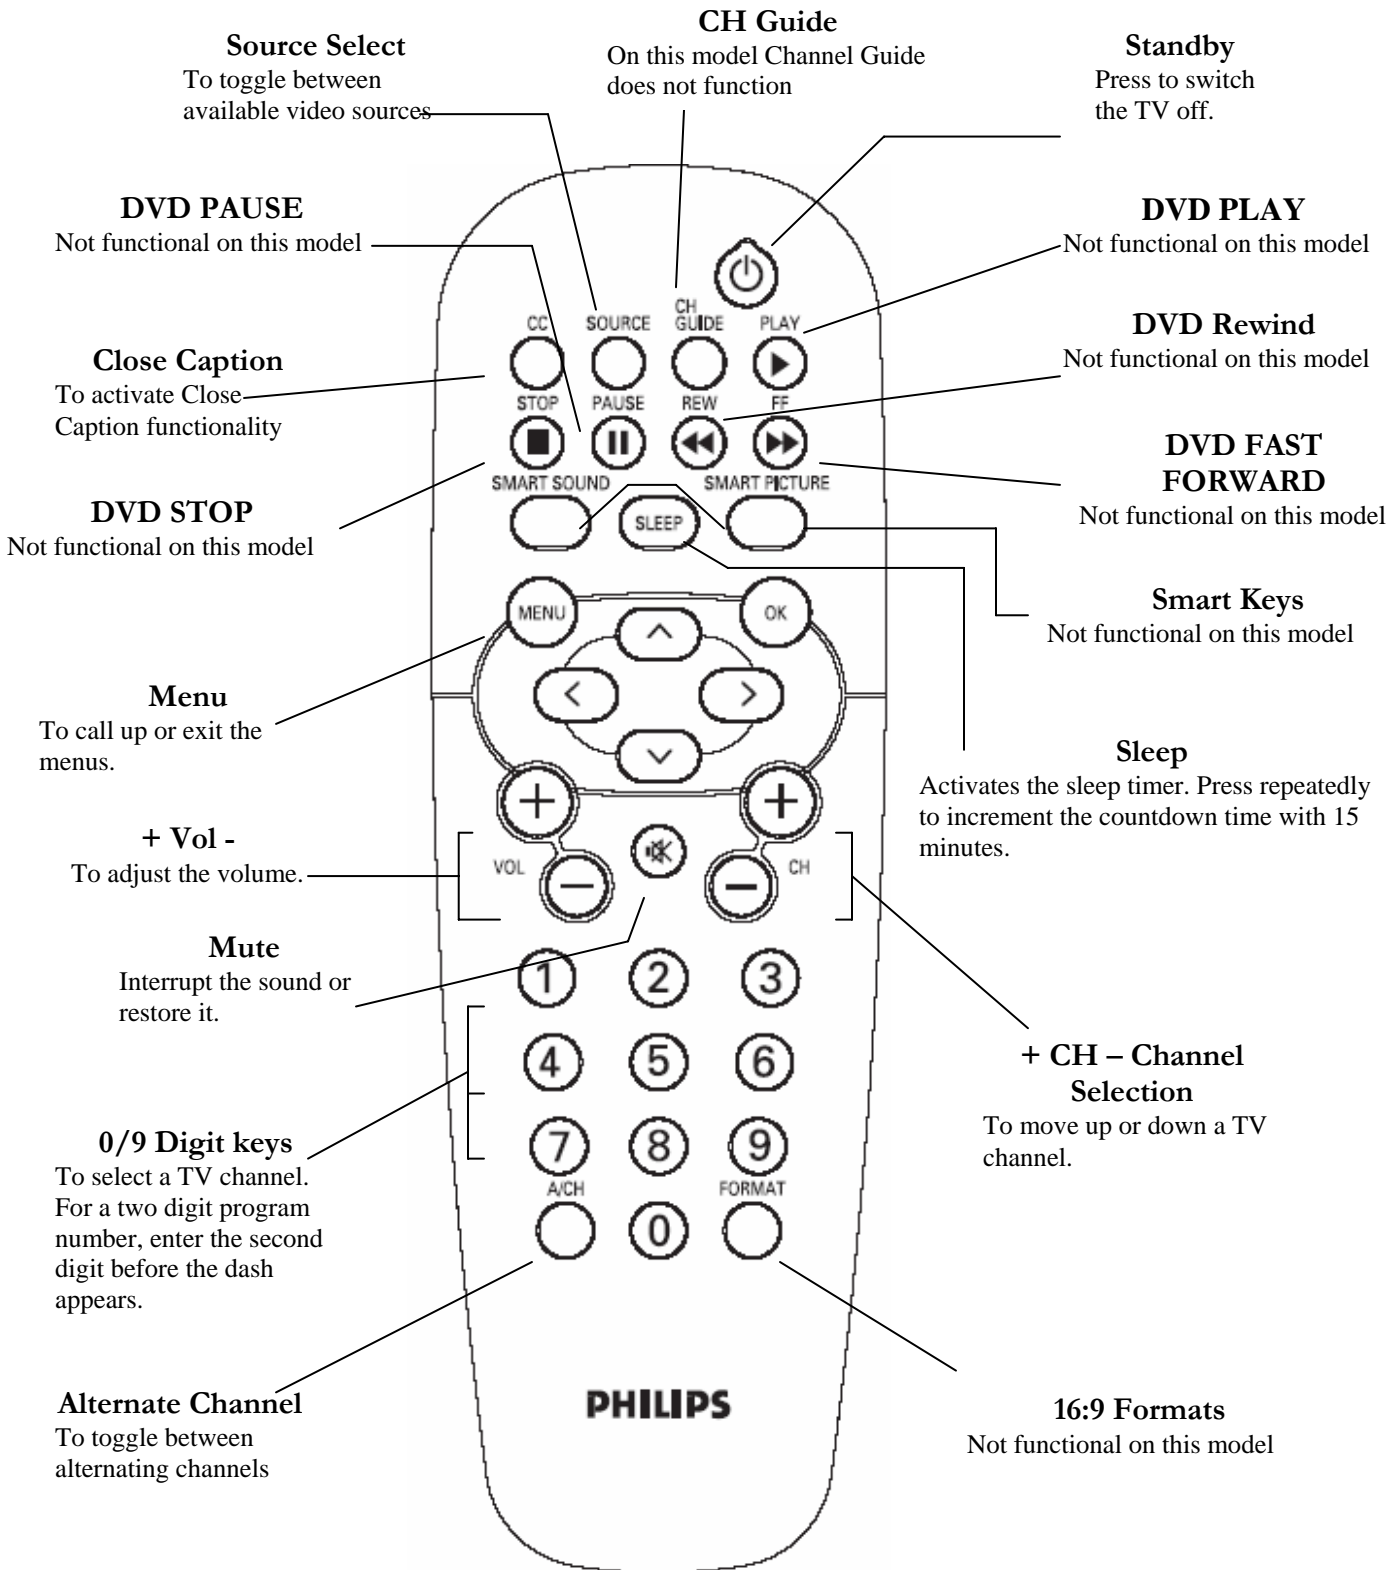 CH Guide
On this model Channel Guide
does not function
Source Select
To toggle between
available video sources
Standby
Press to switch
the TV off.
DVD PAUSE
Not functional on this model
DVD PLAY
Not functional on this model
DVD Rewind
Not functional on this model
Close Caption
To activate Close
Caption functionality
DVD FAST
FORWARD
Not functional on this model
DVD STOP
Not functional on this model
Smart Keys
Not functional on this model
Menu
To call up or exit the
menus.
Sleep
Activates the sleep timer. Press repeatedly
to increment the countdown time with 15
minutes.
+ Vol -
To adjust the volume.
Mute
Interrupt the sound or
restore it.
+ CH – Channel
Selection
To move up or down a TV
channel.
0/9 Digit keys
To select a TV channel.
For a two digit program
number, enter the second
digit before the dash
appears.
Alternate Channel
To toggle between
alternating channels
16:9 Formats
Not functional on this model
CC SOURCE CH GUIDE PLAY
STOP PAUSE REW FF
SMART SOUND SMART PICTURE
SLEEP
MENU OK
VOL CH
1 2 3
4 5 6
7 8 9
A/CH FORMAT
0
PHILIPS